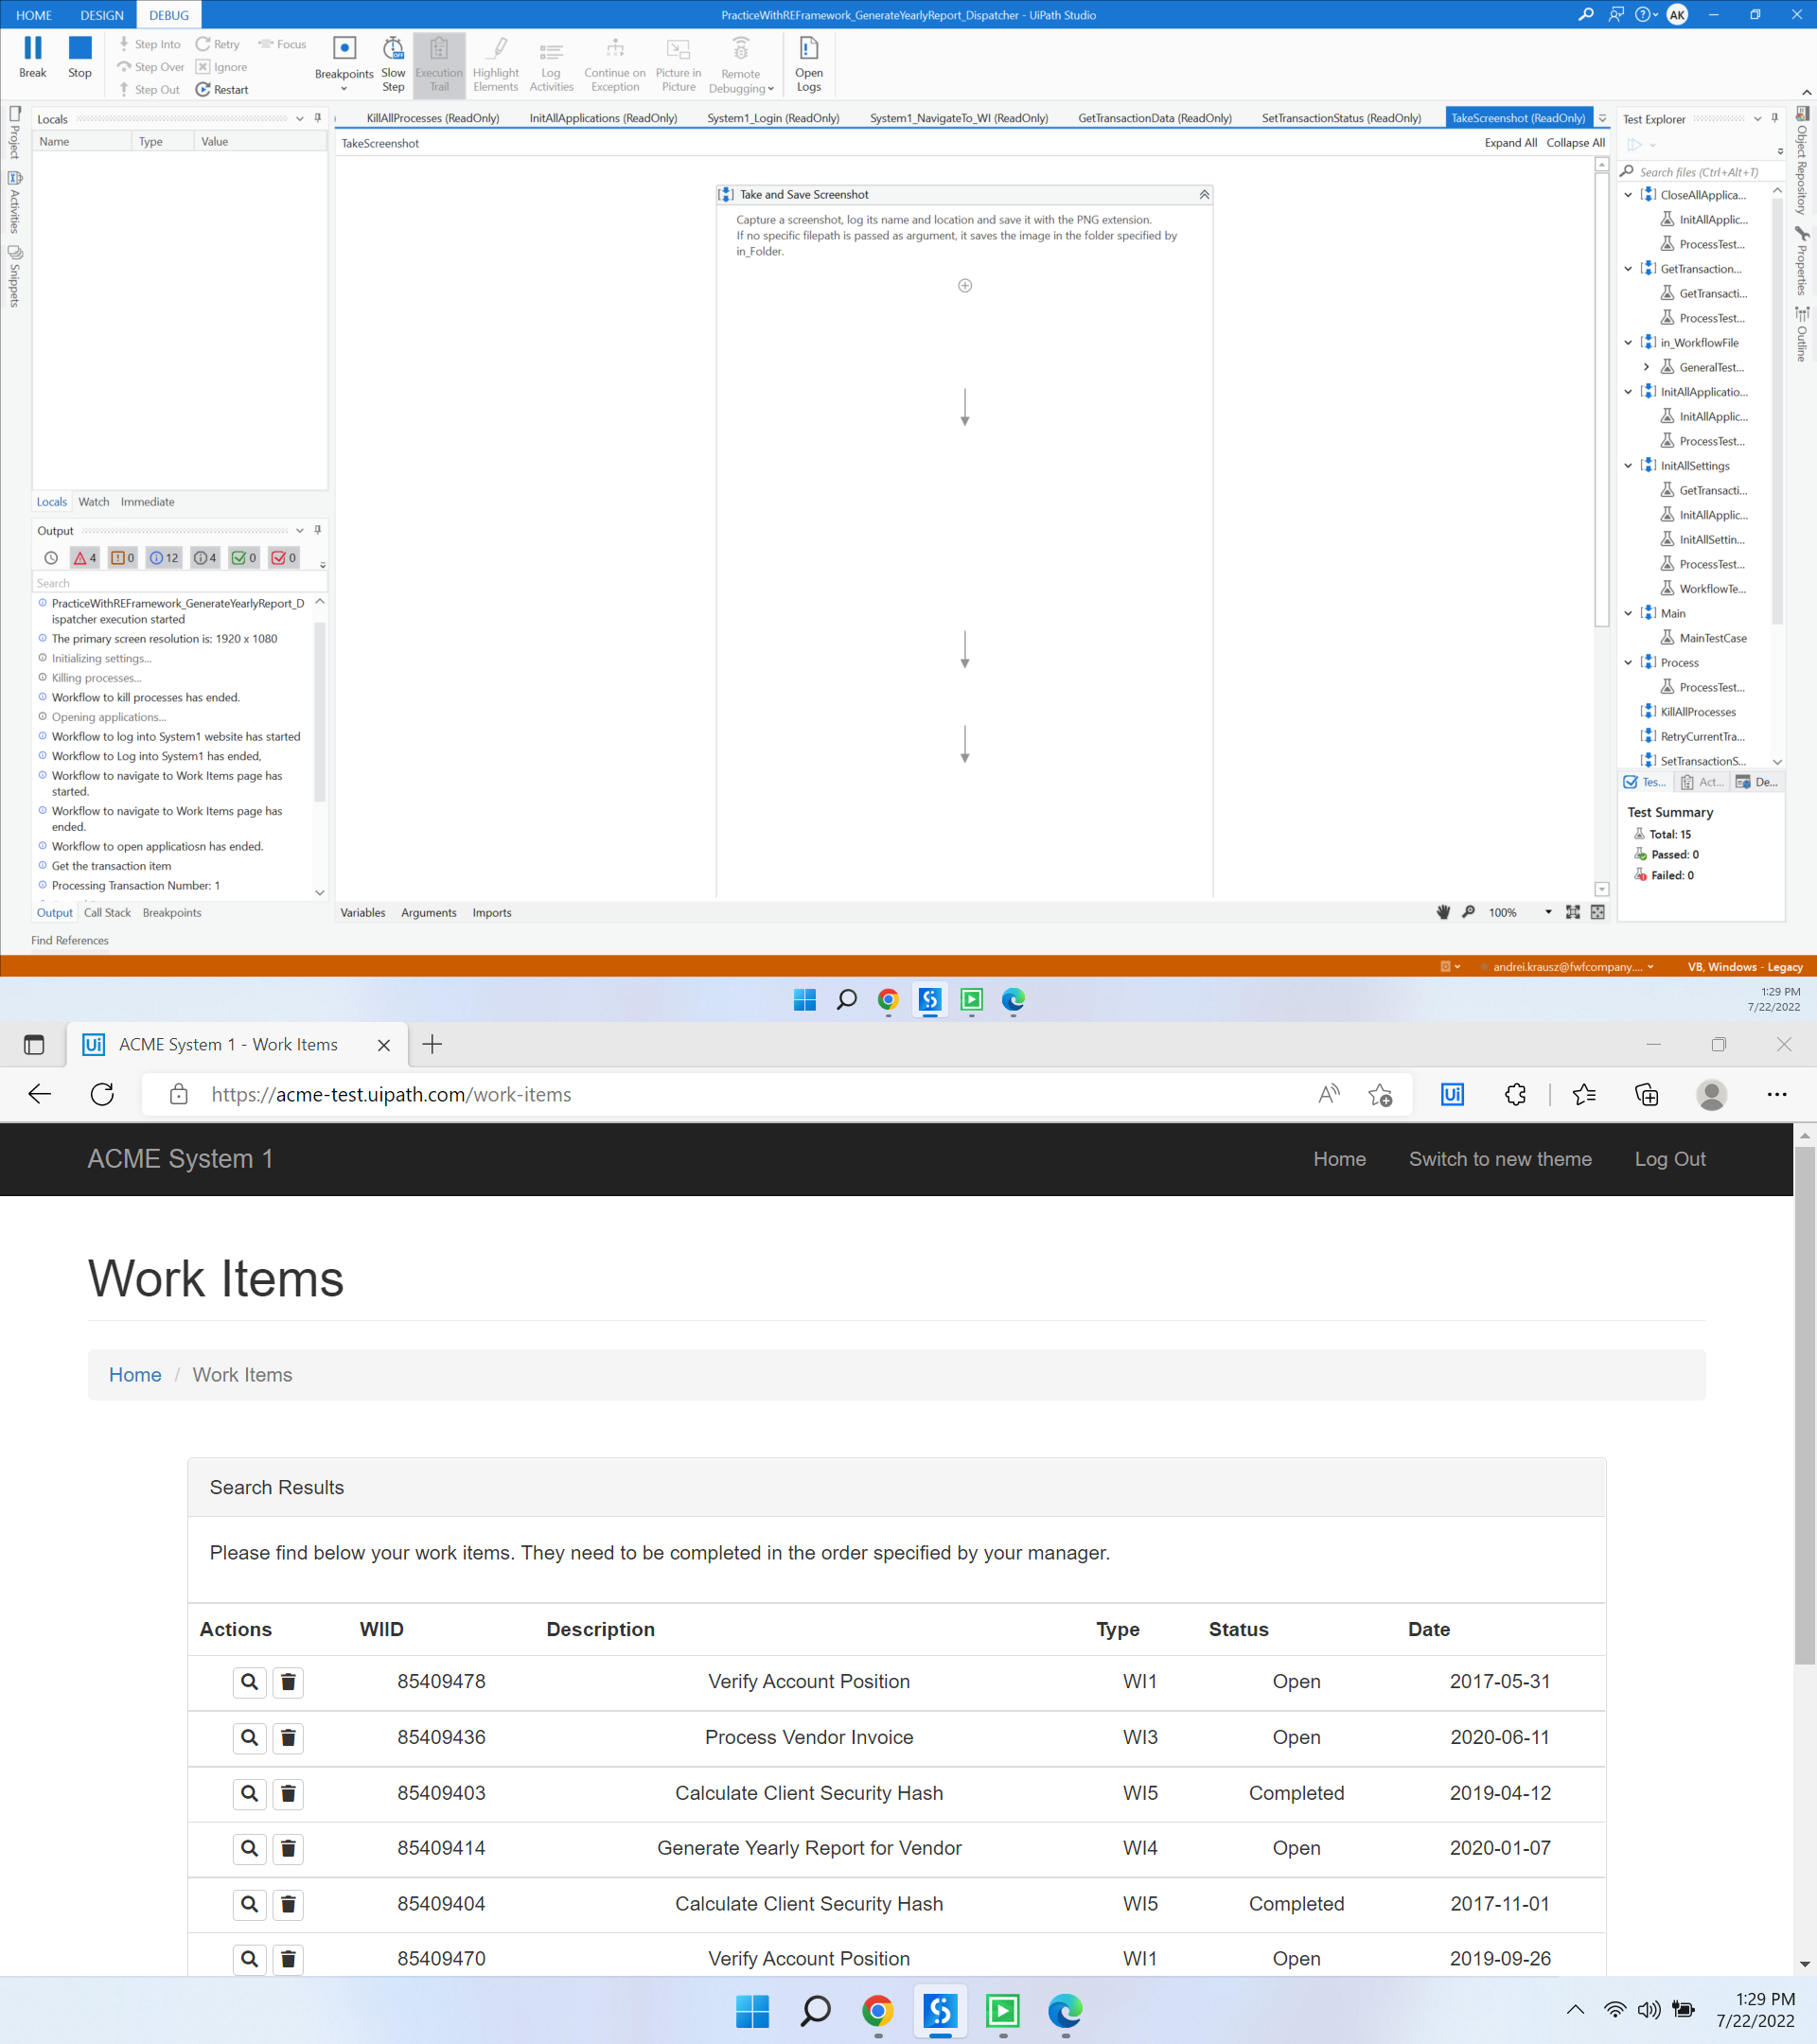 HOME DESIGN DEBUG
PracticeWithREFramework_GenerateYearlyReport_Dispatcher - UiPath Studio
AK
Break
Stop
Step Into
Step Over
Step Out
Retry
Ignore
Restart
Focus
Breakpoints
Slow Step
OFF
Execution Trail
Highlight Elements
Log Activities
Continue on Exception
Picture in Picture
Remote Debugging
Open Logs
Project
Activities
Snippets
Locals
Name Type Value
Locals Watch Immediate
Output
4 0 12 4 0 0
Search
PracticeWithREFramework_GenerateYearlyReport_D
ispatcher execution started
The primary screen resolution is: 1920 x 1080
Initializing settings...
Killing processes...
Workflow to kill processes has ended.
Opening applications...
Workflow to log into System1 website has started
Workflow to Log into System1 has ended,
Workflow to navigate to Work Items page has
started.
Workflow to navigate to Work Items page has
ended.
Workflow to open applicatiosn has ended.
Get the transaction item
Processing Transaction Number: 1
Output Call Stack Breakpoints
Find References
KillAllProcesses (ReadOnly) InitAllApplications (ReadOnly) System1_Login (ReadOnly) System1_NavigateTo_WI (ReadOnly) GetTransactionData (ReadOnly) SetTransactionStatus (ReadOnly) TakeScreenshot (ReadOnly)
TakeScreenshot
Expand All Collapse All
Take and Save Screenshot
Capture a screenshot, log its name and location and save it with the PNG extension.
If no specific filepath is passed as argument, it saves the image in the folder specified by
in_Folder.
Variables Arguments Imports
100%
Test Explorer
Search files (Ctrl+Alt+T)
CloseAllApplica...
InitAllApplic...
ProcessTest...
GetTransaction...
GetTransacti...
ProcessTest...
in_WorkflowFile
GeneralTest...
InitAllApplicatio...
InitAllApplic...
ProcessTest...
InitAllSettings
GetTransacti...
InitAllApplic...
InitAllSettin...
ProcessTest...
WorkflowTe...
Main
MainTestCase
Process
ProcessTest...
KillAllProcesses
RetryCurrentTra...
SetTransactionS...
Tes... Act... De...
Test Summary
Total: 15
Passed: 0
Failed: 0
Object Repository
Properties
Outline
andrei.krausz@fwfcompany....
VB, Windows - Legacy
1:29 PM
7/22/2022
Ui ACME System 1 - Work Items
https://acme-test.uipath.com/work-items
Ui
ACME System 1
Home Switch to new theme Log Out
Work Items
Home / Work Items
Search Results
Please find below your work items. They need to be completed in the order specified by your manager.
Actions WIID Description Type Status Date
85409478 Verify Account Position WI1 Open 2017-05-31
85409436 Process Vendor Invoice WI3 Open 2020-06-11
85409403 Calculate Client Security Hash WI5 Completed 2019-04-12
85409414 Generate Yearly Report for Vendor WI4 Open 2020-01-07
85409404 Calculate Client Security Hash WI5 Completed 2017-11-01
85409470 Verify Account Position WI1 Open 2019-09-26
1:29 PM
7/22/2022